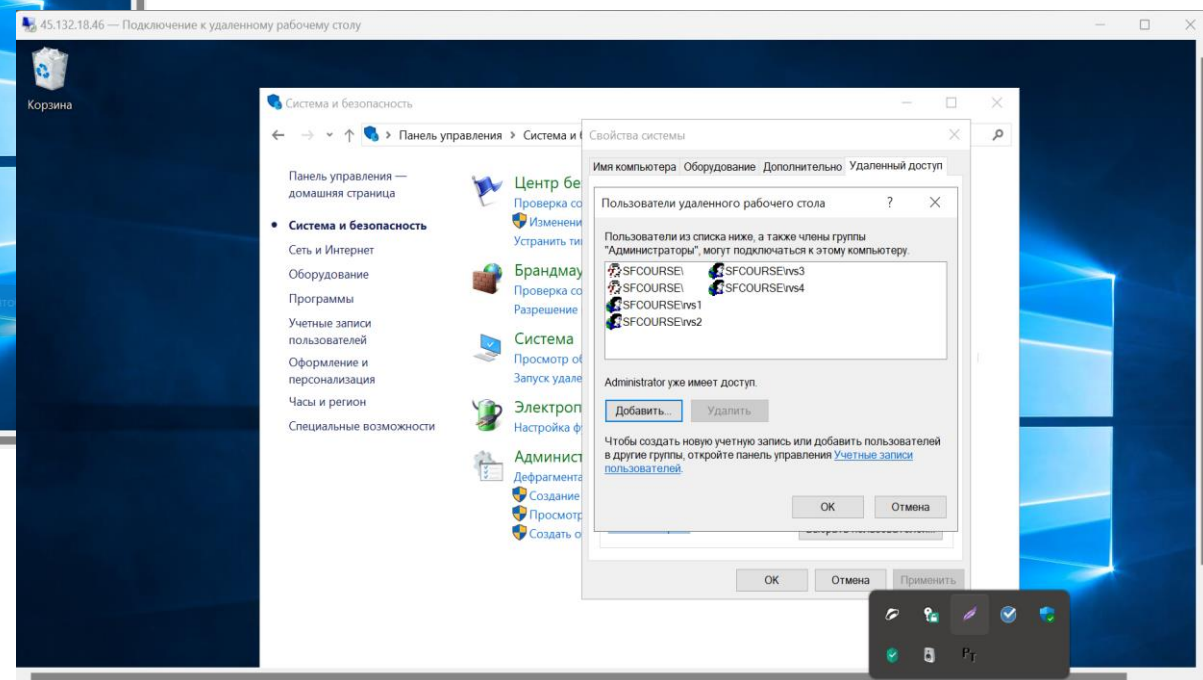 45.132.18.46 — Подключение к удаленному рабочему столу
Корзина
Система и безопасность
Панель управления > Система и
Панель управления —
домашняя страница
Система и безопасность
Сеть и Интернет
Оборудование
Программы
Учетные записи
пользователей
Оформление и
персонализация
Часы и регион
Специальные возможности
Центр бе
Проверка со
Изменени
Устранить ти
Брандмау
Проверка со
Разрешение
Система
Просмотр об
Запуск удале
Электроп
Настройка ф
Админист
Дефрагмента
Создание
Просмотр
Создать о
Свойства системы
Имя компьютера Оборудование Дополнительно Удаленный доступ
Пользователи удаленного рабочего стола ?
Пользователи из списка ниже, а также члены группы
"Администраторы", могут подключаться к этому компьютеру.
SFCOURSE\ SFCOURSE\rvs3
SFCOURSE\ SFCOURSE\rvs4
SFCOURSE\rvs1
SFCOURSE\rvs2
Administrator уже имеет доступ.
Добавить... Удалить
Чтобы создать новую учетную запись или добавить пользователей
в другие группы, откройте панель управления Учетные записи
пользователей.
OK Отмена
OK Отмена Применить
PT